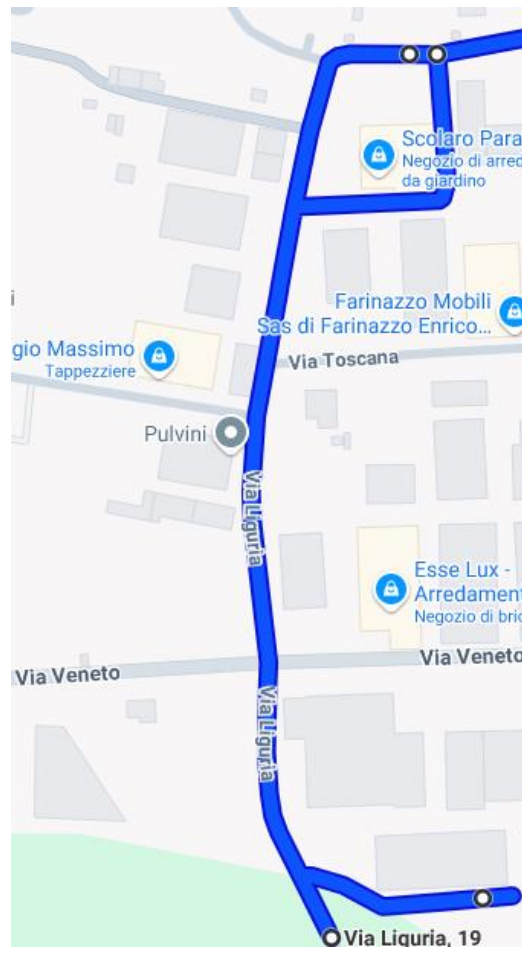 Scolaro Para
Negozio di arred
da giardino
i
Farinazzo Mobili
Sas di Farinazzo Enrico...
gio Massimo
Tappezziere
Via Toscana
Pulvini
Via Liguria
Esse Lux -
Arredament
Negozio di bric
Via Veneto
Via Veneto
Via Liguria
Via Liguria, 19